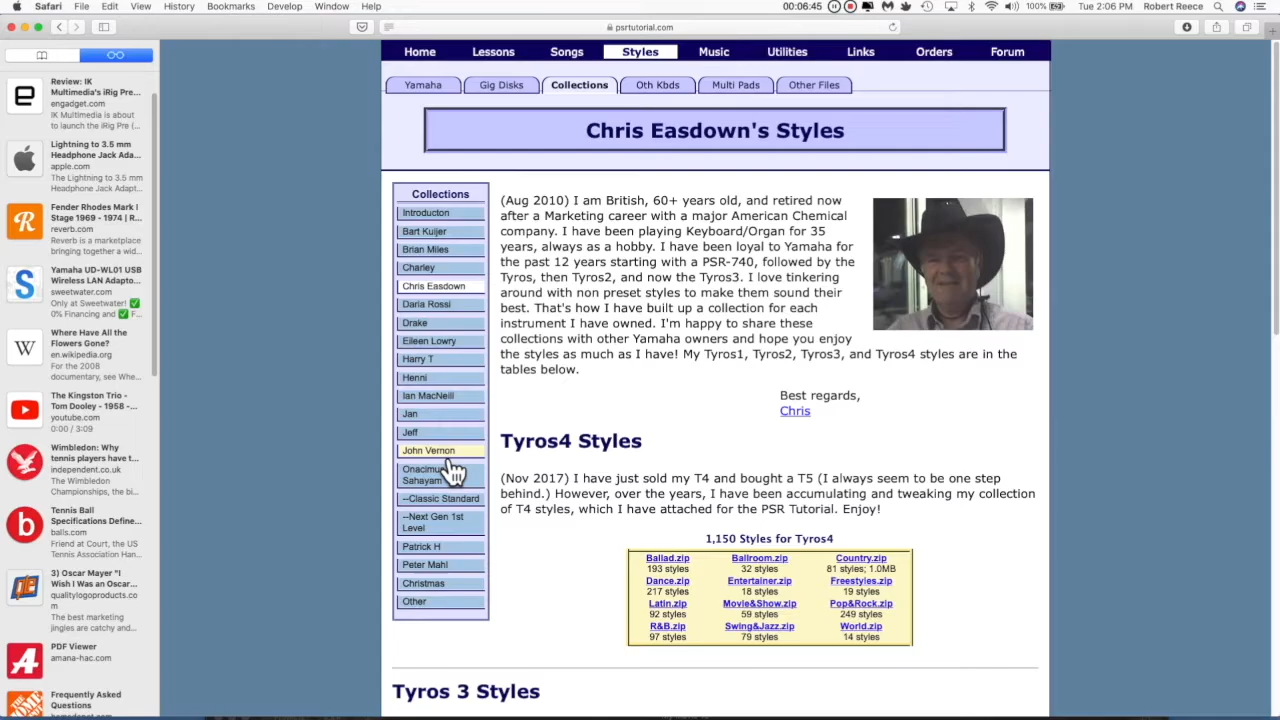 Safari File Edit View History Bookmarks Develop Window Help 00:06:45 100% Tue 2:06 PM Robert Reece
psrtutorial.com
Review: IK
Multimedia's iRig Pre...
engadget.com
IK Multimedia is about
to launch the iRig Pre (...
Lightning to 3.5 mm
Headphone Jack Ada...
apple.com
The Lightning to 3.5 mm
Headphone Jack Adapt...
Fender Rhodes Mark I
Stage 1969 - 1974 | R...
reverb.com
Reverb is a marketplace
bringing together a wid...
Yamaha UD-WL01 USB
Wireless LAN Adapto...
sweetwater.com
Only at Sweetwater! ✅
0% Financing and ✅ F...
Where Have All the
Flowers Gone?
en.wikipedia.org
For the 2008
documentary, see Whe...
The Kingston Trio -
Tom Dooley - 1958 -...
youtube.com
0:00 / 3:09
Wimbledon: Why
tennis players have t...
independent.co.uk
The Wimbledon
Championships, the bi...
Tennis Ball
Specifications Define...
balls.com
Friend at Court, the US
Tennis Association Han...
3) Oscar Mayer "I
Wish I Was an Oscar...
qualitylogoproducts.co
m
The best marketing
jingles are catchy and...
PDF Viewer
amana-hac.com
Frequently Asked
Questions
Home Lessons Songs Styles Music Utilities Links Orders Forum
Yamaha Gig Disks Collections Oth Kbds Multi Pads Other Files
Chris Easdown's Styles
Collections
Introducton
Bart Kuijer
Brian Miles
Charley
Chris Easdown
Daria Rossi
Drake
Eileen Lowry
Harry T
Henni
Ian MacNeill
Jan
Jeff
John Vernon
Onacimu
Sahayam
--Classic Standard
--Next Gen 1st
Level
Patrick H
Peter Mahl
Christmas
Other
(Aug 2010) I am British, 60+ years old, and retired now
after a Marketing career with a major American Chemical
company. I have been playing Keyboard/Organ for 35
years, always as a hobby. I have been loyal to Yamaha for
the past 12 years starting with a PSR-740, followed by the
Tyros, then Tyros2, and now the Tyros3. I love tinkering
around with non preset styles to make them sound their
best. That's how I have built up a collection for each
instrument I have owned. I'm happy to share these
collections with other Yamaha owners and hope you enjoy
the styles as much as I have! My Tyros1, Tyros2, Tyros3, and Tyros4 styles are in the
tables below.
Best regards,
Chris
Tyros4 Styles
(Nov 2017) I have just sold my T4 and bought a T5 (I always seem to be one step
behind.) However, over the years, I have been accumulating and tweaking my collection
of T4 styles, which I have attached for the PSR Tutorial. Enjoy!
1,150 Styles for Tyros4
Ballad.zip Ballroom.zip Country.zip
193 styles 32 styles 81 styles; 1.0MB
Dance.zip Entertainer.zip Freestyles.zip
217 styles 18 styles 19 styles
Latin.zip Movie&Show.zip Pop&Rock.zip
92 styles 59 styles 249 styles
R&B.zip Swing&Jazz.zip World.zip
97 styles 79 styles 14 styles
Tyros 3 Styles